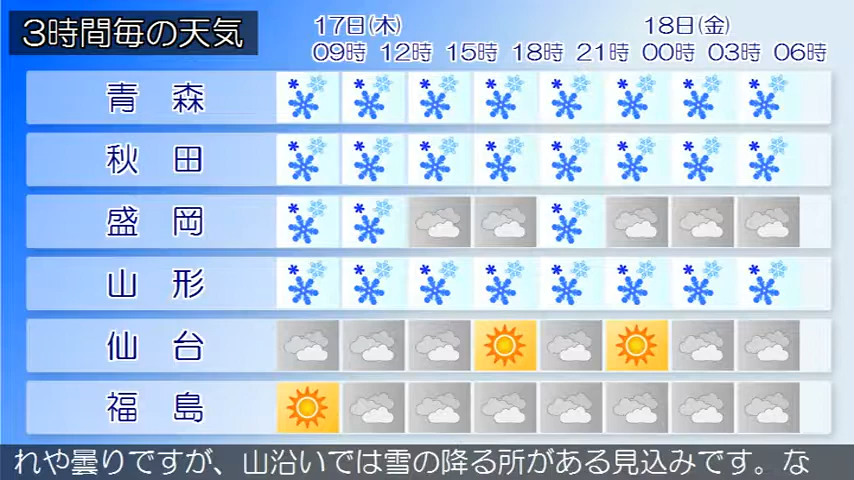 3時間毎の天気
17日(木) 18日(金)
09時 12時 15時 18時 21時 00時 03時 06時
青森
秋田
盛岡
山形
仙台
福島
れや曇りですが、山沿いでは雪の降る所がある見込みです。な